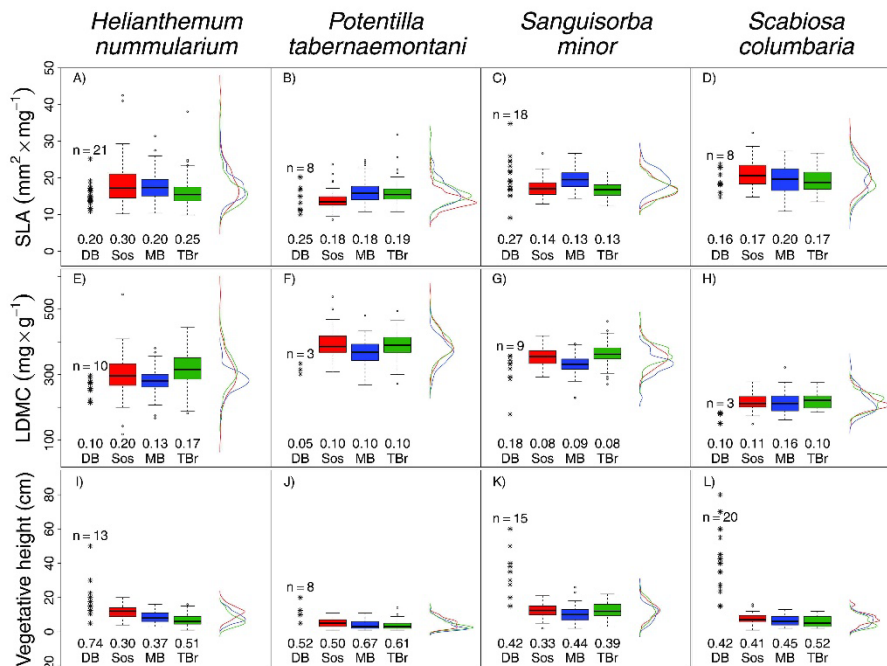 Helianthemum nummularium
Potentilla tabernaemontani
Sanguisorba minor
Scabiosa columbaria
SLA (mm² × mg⁻¹)
50
40
30
20
10
0
A)
n = 21
0.20 0.30 0.20 0.25
DB Sos MB TBr
B)
n = 8
0.25 0.18 0.18 0.19
DB Sos MB TBr
C)
n = 18
0.27 0.14 0.13 0.13
DB Sos MB TBr
D)
n = 8
0.16 0.17 0.20 0.17
DB Sos MB TBr
LDMC (mg × g⁻¹)
500
300
100
E)
n = 10
0.10 0.20 0.13 0.17
DB Sos MB TBr
F)
n = 3
0.05 0.10 0.10 0.10
DB Sos MB TBr
G)
n = 9
0.18 0.08 0.09 0.08
DB Sos MB TBr
H)
n = 3
0.10 0.11 0.16 0.10
DB Sos MB TBr
Vegetative height (cm)
80
60
40
20
0
I)
n = 13
0.74 0.30 0.37 0.51
DB Sos MB TBr
J)
n = 8
0.52 0.50 0.67 0.61
DB Sos MB TBr
K)
n = 15
0.42 0.33 0.44 0.39
DB Sos MB TBr
L)
n = 20
0.42 0.41 0.45 0.52
DB Sos MB TBr